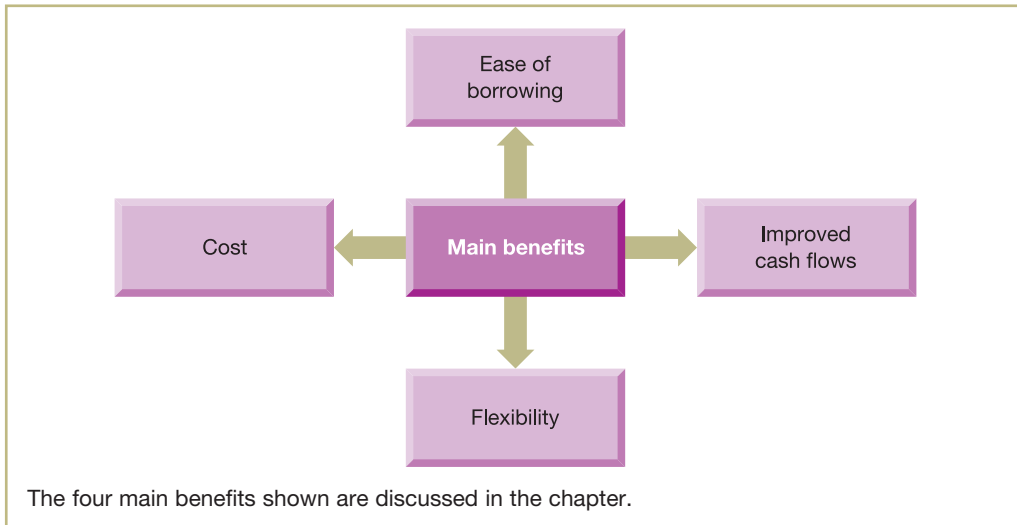 Ease of
borrowing
Cost
Main benefits
Improved
cash flows
Flexibility
The four main benefits shown are discussed in the chapter.